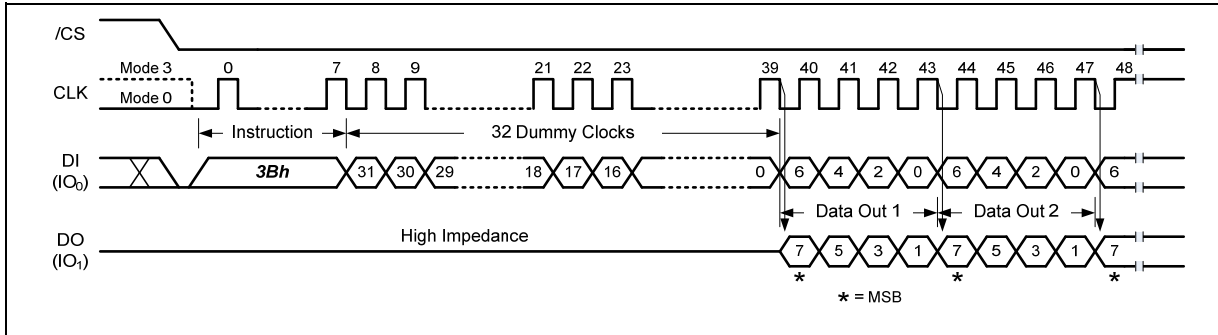 /CS
Mode 3 0 7 8 9 21 22 23 39 40 41 42 43 44 45 46 47 48
CLK
Mode 0
Instruction 32 Dummy Clocks
DI
(IO0)
3Bh 31 30 29 18 17 16 0 6 4 2 0 6 4 2 0 6
Data Out 1 Data Out 2
High Impedance
DO
(IO1)
7 5 3 1 7 5 3 1 7
* * *
* = MSB